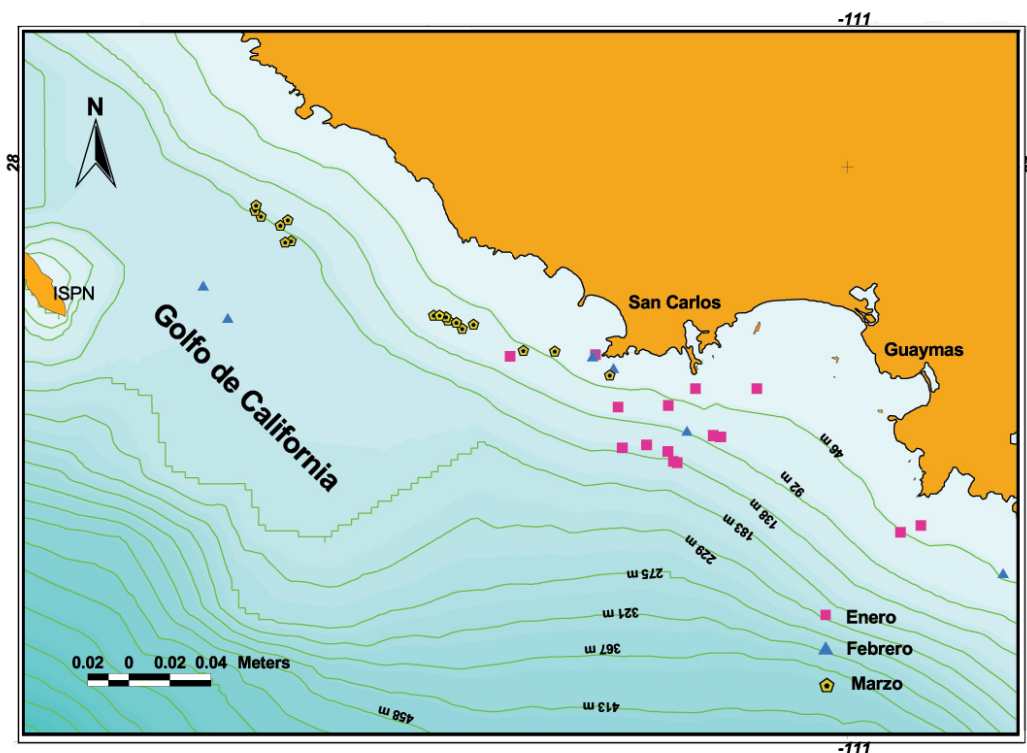 -111
N
28
ISPN
Golfo de California
San Carlos
Guaymas
46 m
92 m
138 m
183 m
229 m
275 m
321 m
367 m
413 m
458 m
Enero
Febrero
Marzo
0.02 0 0.02 0.04 Meters
-111